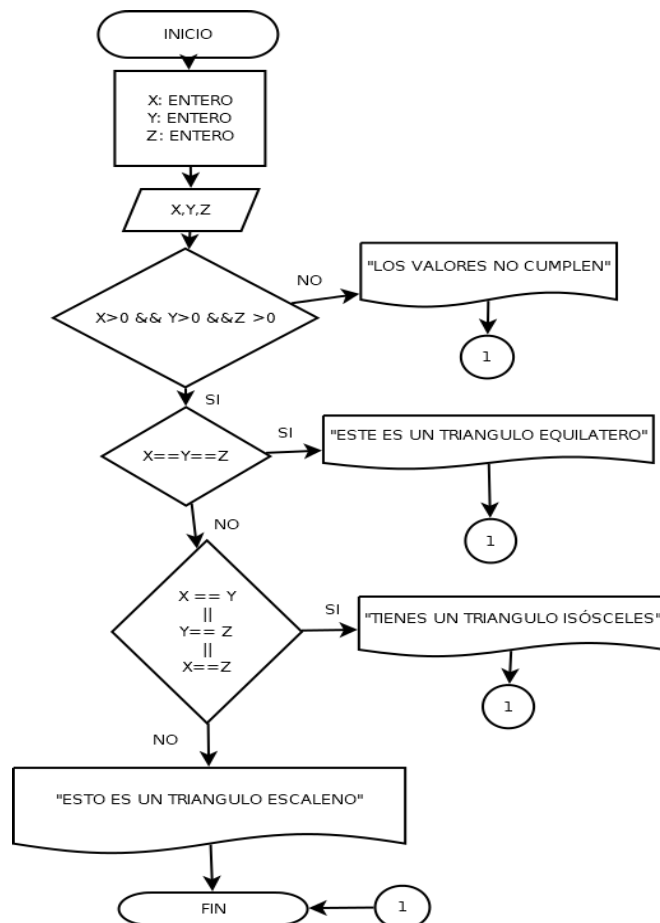 INICIO
X: ENTERO
Y: ENTERO
Z: ENTERO
X,Y,Z
X>0 && Y>0 &&Z >0
NO
"LOS VALORES NO CUMPLEN"
1
SI
X==Y==Z
SI
"ESTE ES UN TRIANGULO EQUILATERO"
1
NO
X == Y
||
Y== Z
||
X==Z
SI
"TIENES UN TRIANGULO ISÓSCELES"
1
NO
"ESTO ES UN TRIANGULO ESCALENO"
FIN
1